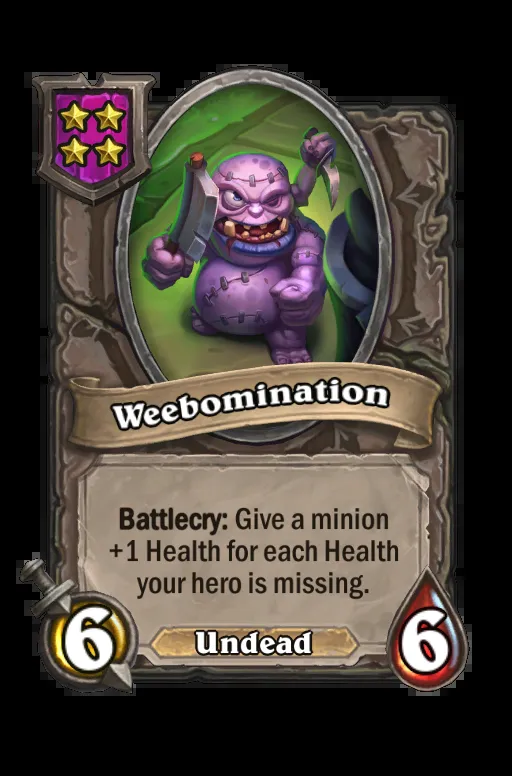 Weebomination
Battlecry: Give a minion
+1 Health for each Health
your hero is missing.
6
Undead
6